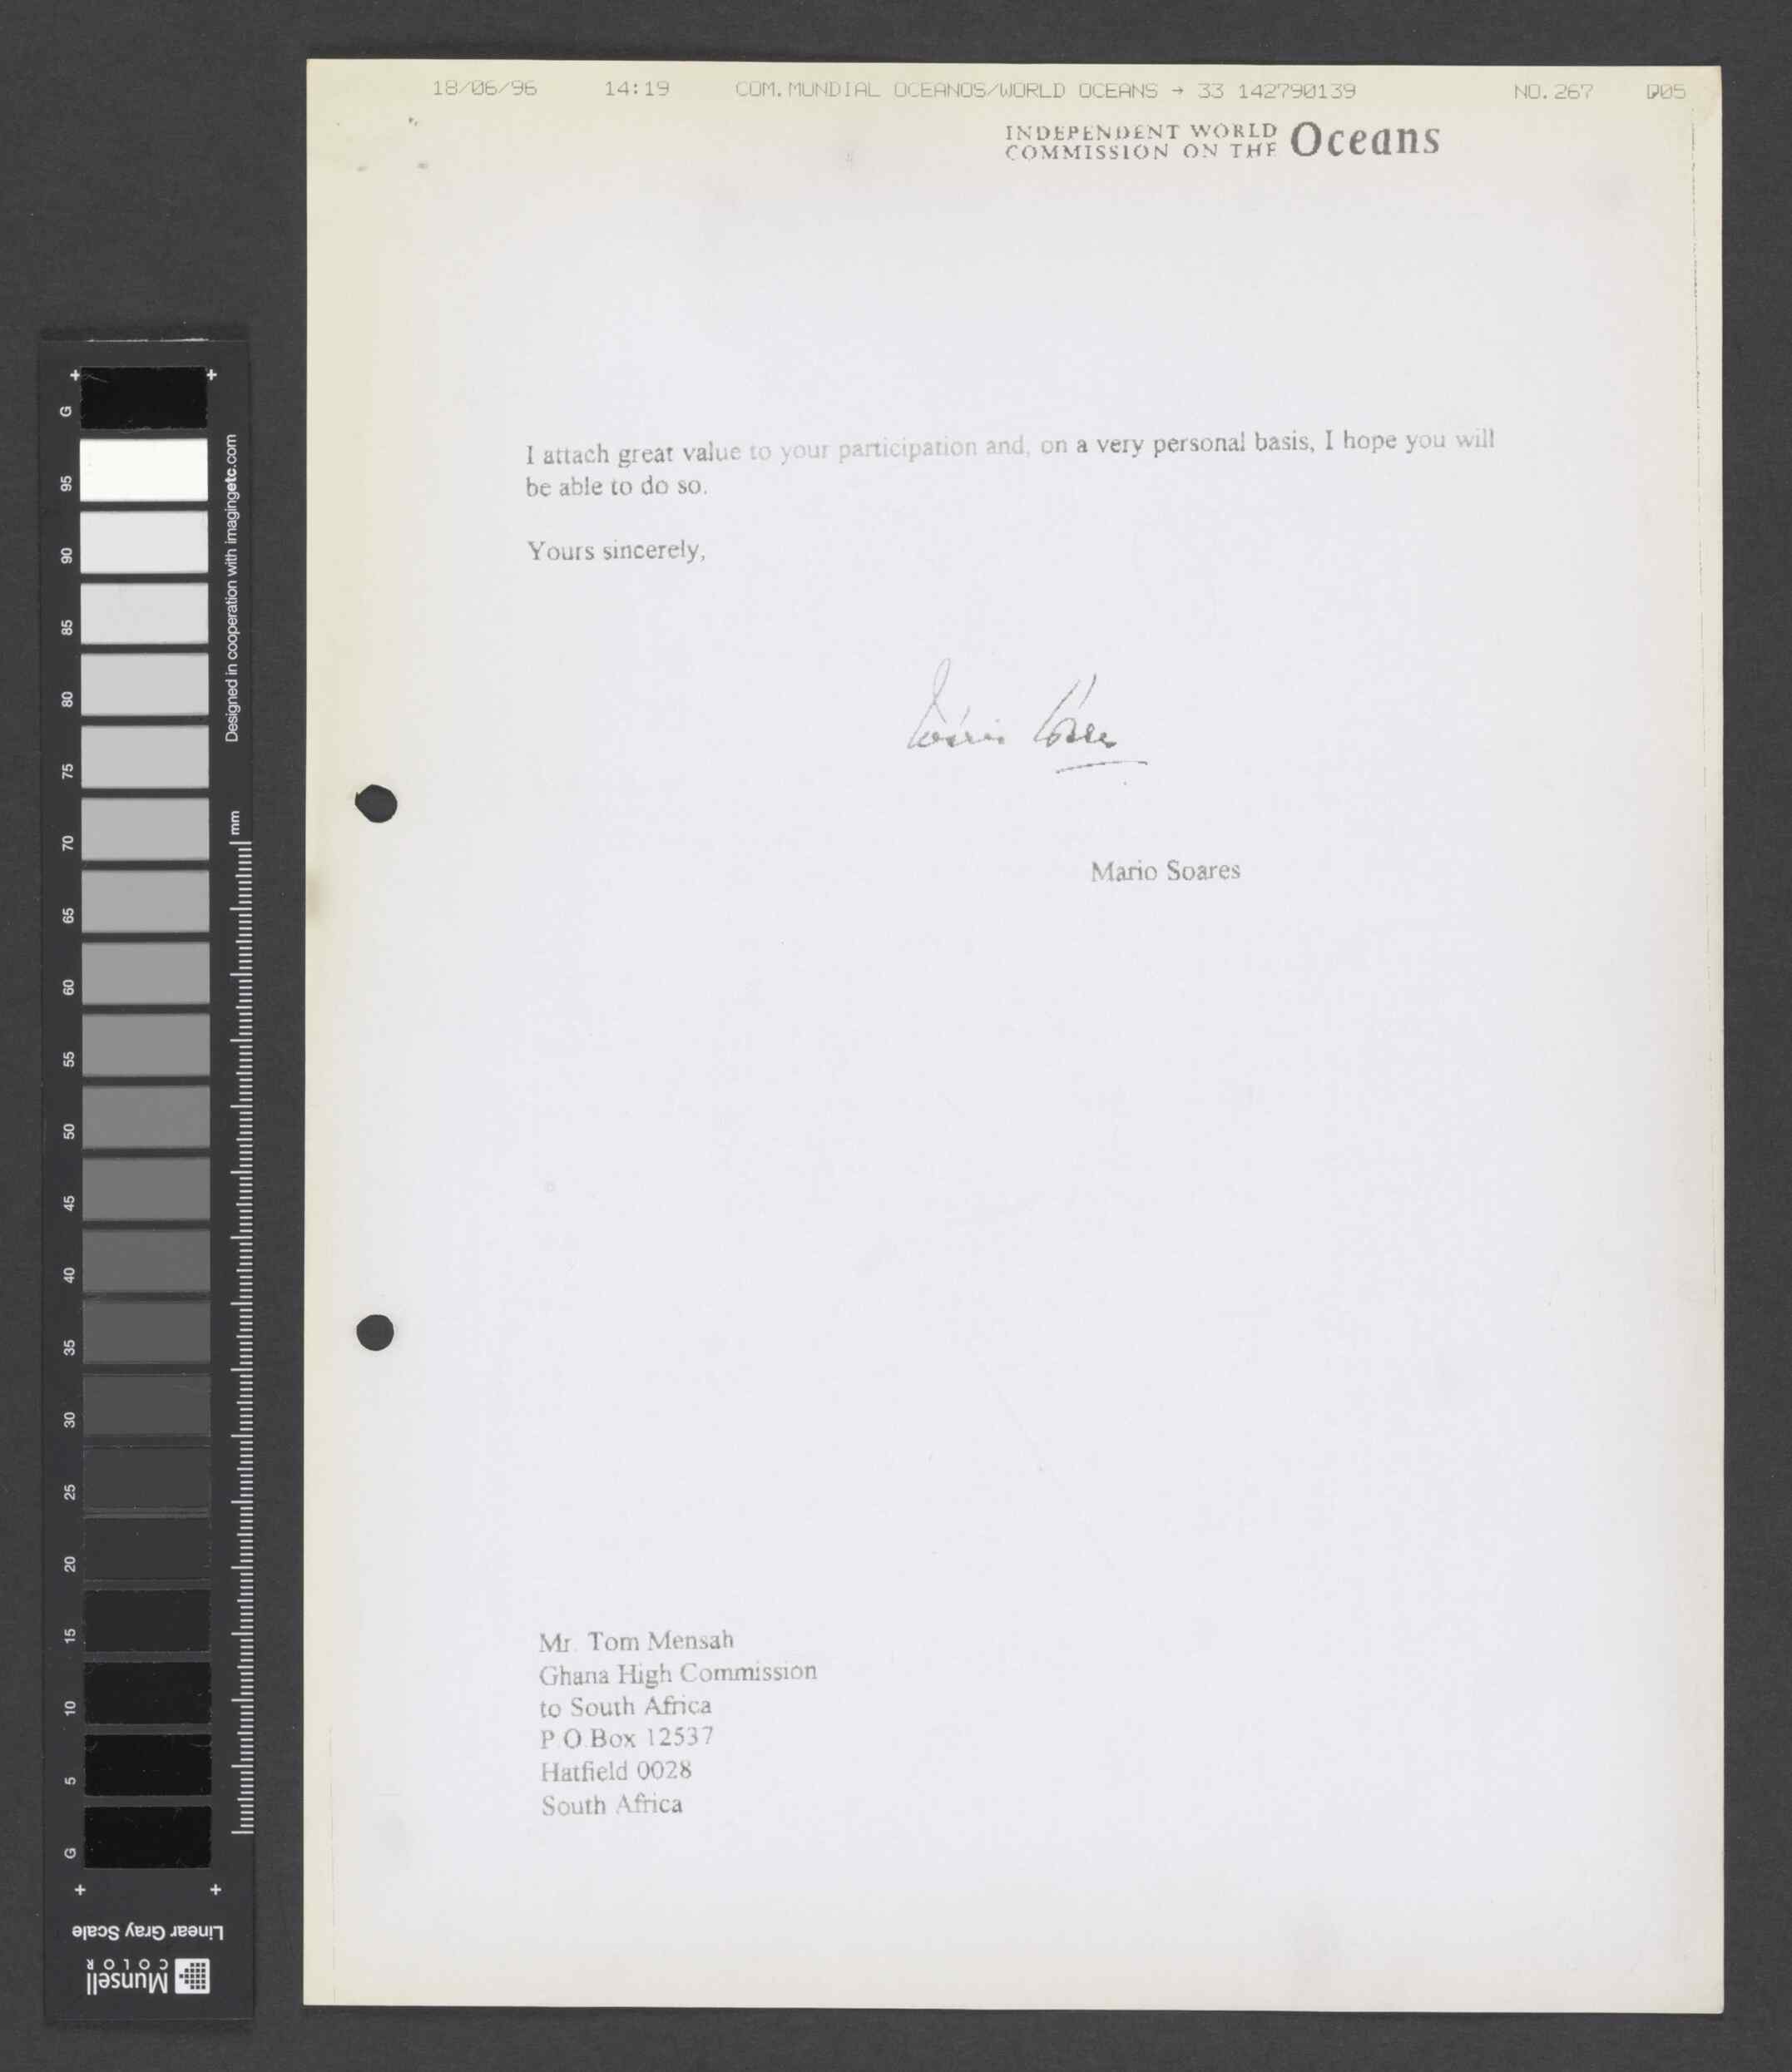 18/06/96 14:19 COM.MUNDIAL OCEANOS/WORLD OCEANS → 33 142790139 NO.267 D05
INDEPENDENT WORLD
COMMISSION ON THE Oceans
I attach great value to your participation and, on a very personal basis, I hope you will
be able to do so.
Yours sincerely,
Mário Soares
Mario Soares
Mr. Tom Mensah
Ghana High Commission
to South Africa
P.O.Box 12537
Hatfield 0028
South Africa
G
95
90
85
80
75
70
65
60
55
50
45
40
35
30
25
20
15
10
5
G
Designed in cooperation with imagingetc.com
mm
Linear Gray Scale
Munsell
COLOR